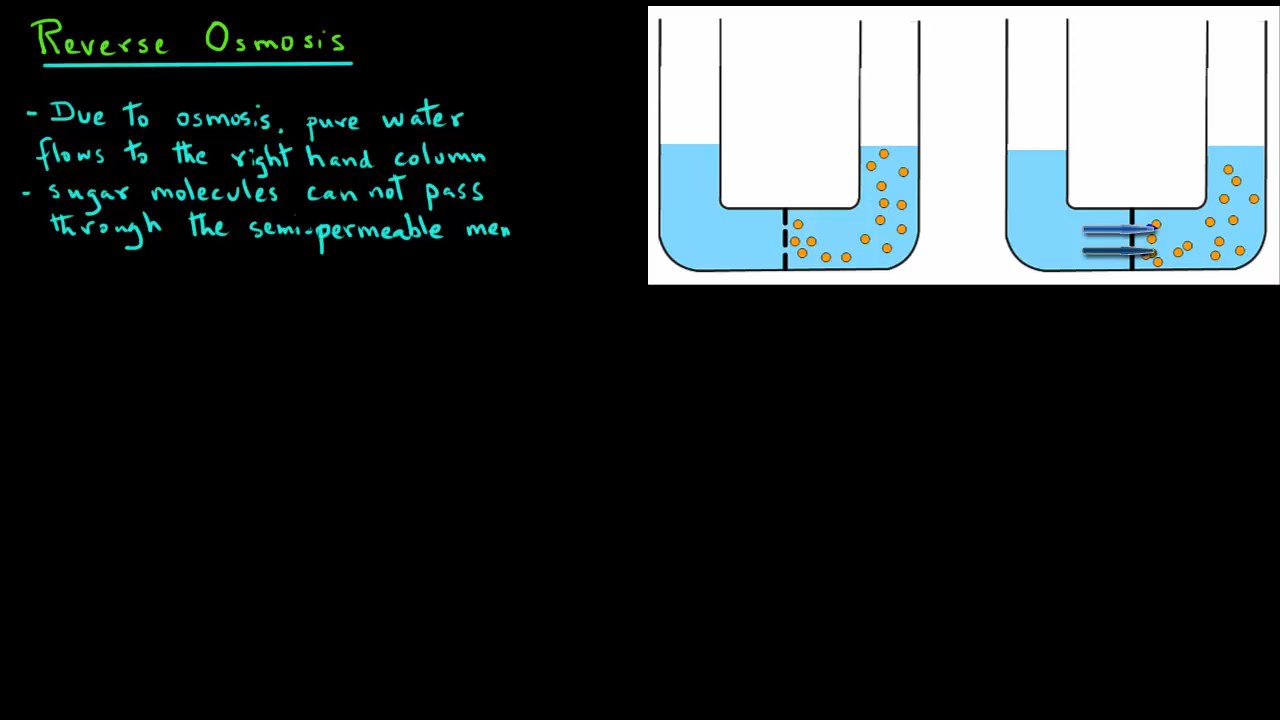 Reverse Osmosis
- Due to osmosis, pure water
flows to the right hand column
- sugar molecules can not pass
through the semi-permeable mem